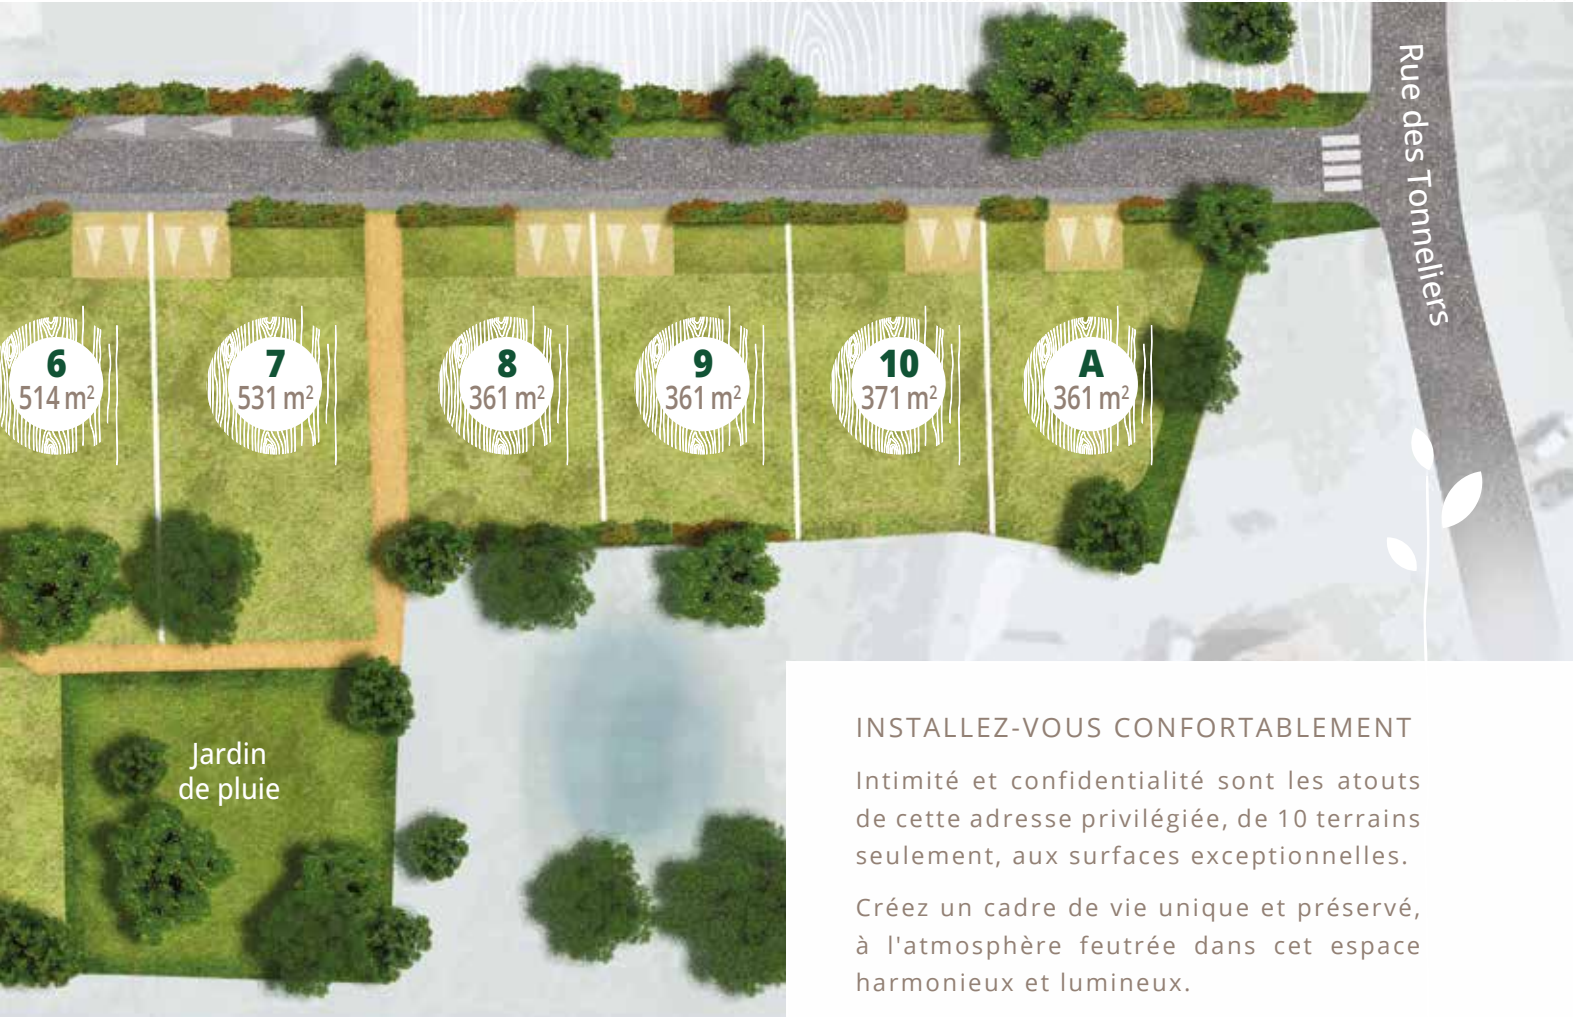 Rue des Tonneliers
6
514 m²
7
531 m²
8
361 m²
9
361 m²
10
371 m²
A
361 m²
Jardin
de pluie
INSTALLEZ-VOUS CONFORTABLEMENT
Intimité et confidentialité sont les atouts
de cette adresse privilégiée, de 10 terrains
seulement, aux surfaces exceptionnelles.
Créez un cadre de vie unique et préservé,
à l'atmosphère feutrée dans cet espace
harmonieux et lumineux.